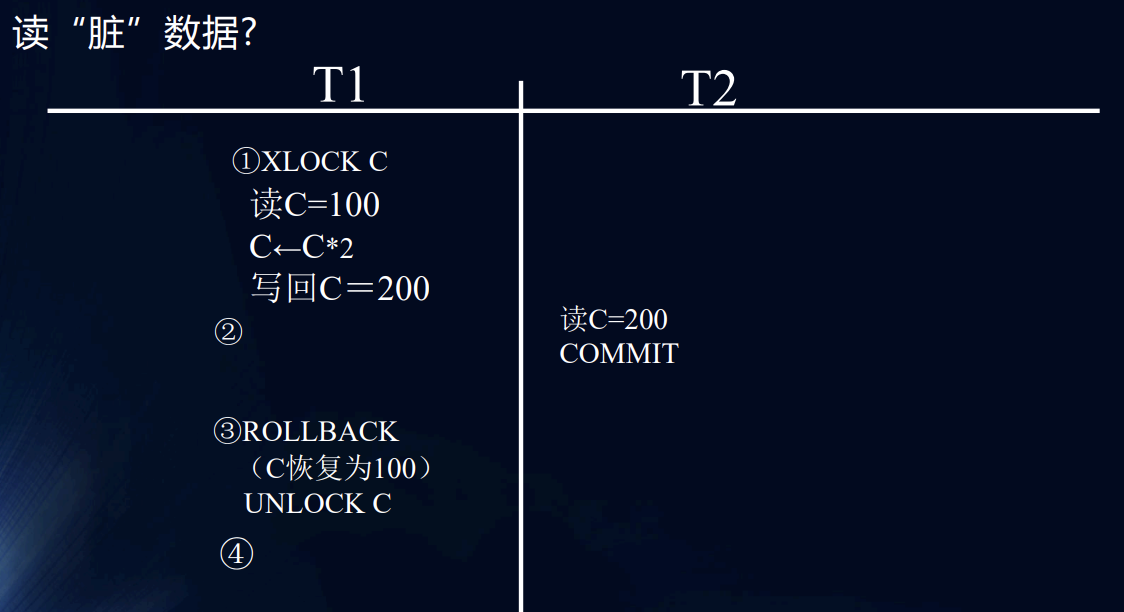 读“脏”数据?
T1 T2
①XLOCK C
读C=100
C←C*2
写回C＝200
读C=200
②
COMMIT
③ROLLBACK
（C恢复为100）
UNLOCK C
④